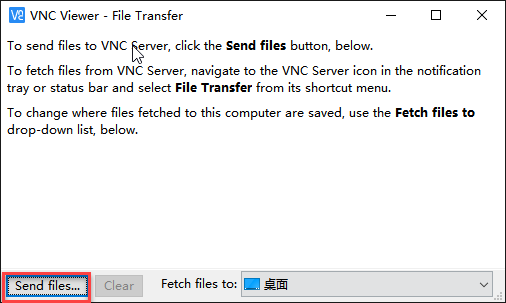 VNC Viewer - File Transfer
To send files to VNC Server, click the Send files button, below.
To fetch files from VNC Server, navigate to the VNC Server icon in the notification
tray or status bar and select File Transfer from its shortcut menu.
To change where files fetched to this computer are saved, use the Fetch files to
drop-down list, below.
Send files... Clear Fetch files to: 桌面